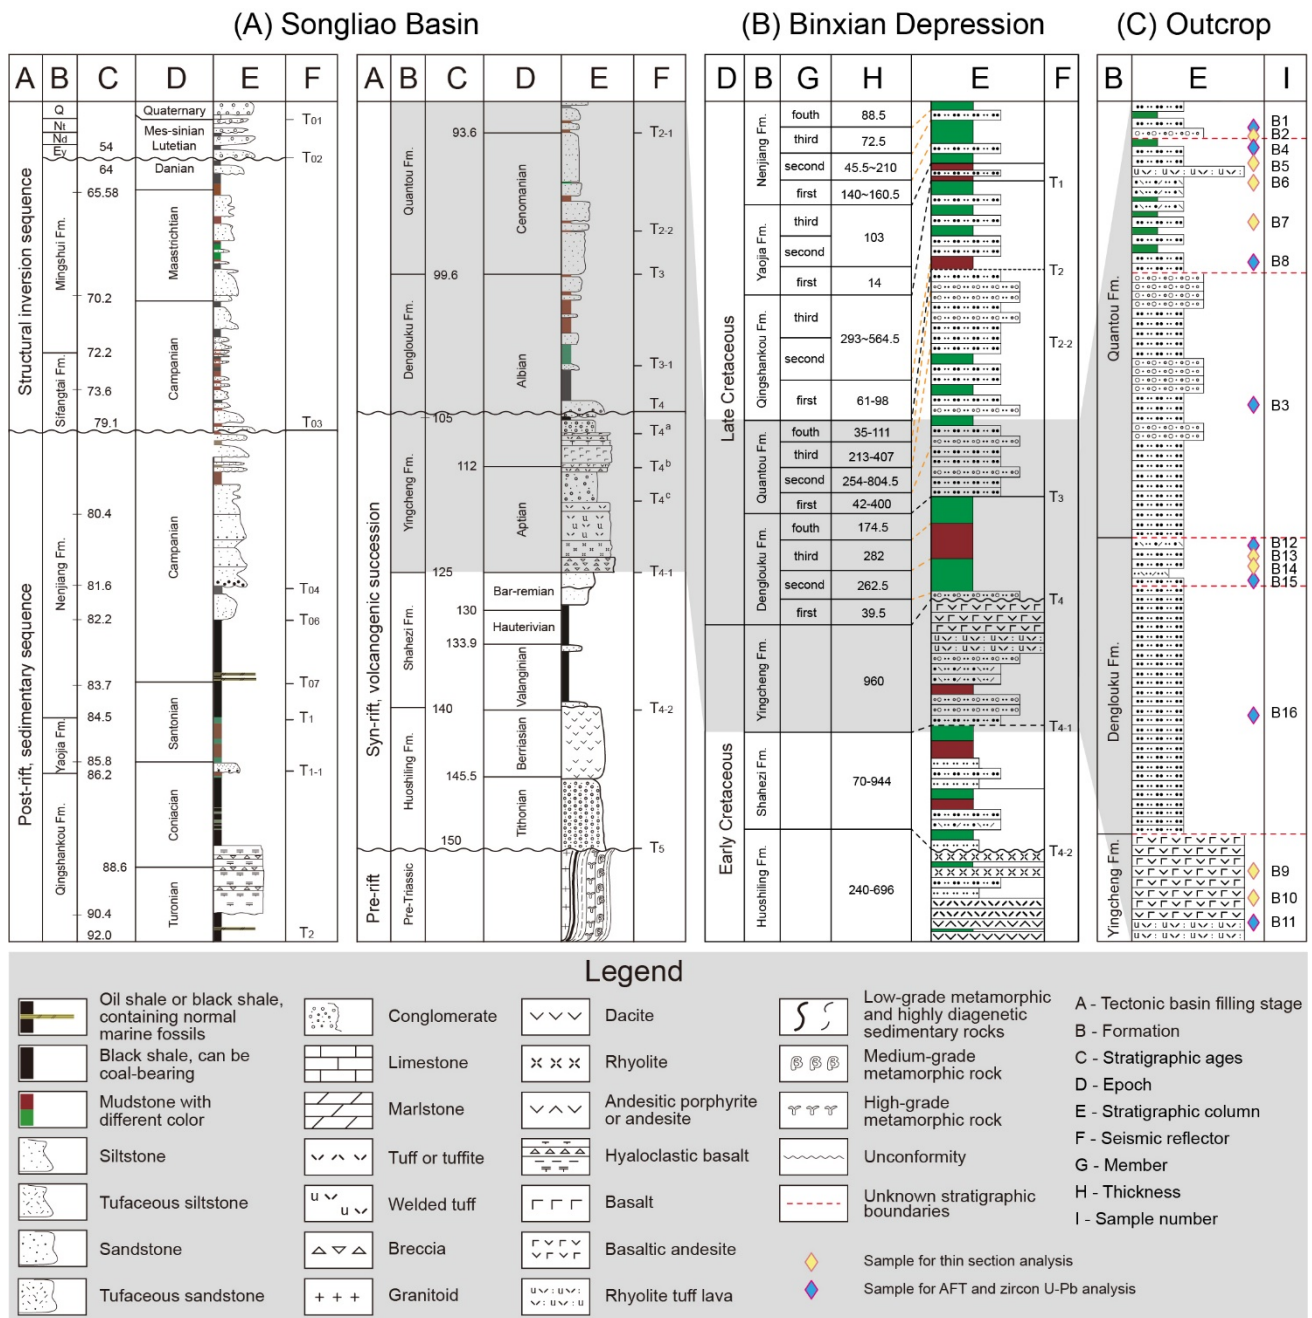 (A) Songliao Basin
(B) Binxian Depression
(C) Outcrop
A B C D E F
A B C D E F
D B G H E F
B E I
Structural inversion sequence
Post-rift, sedimentary sequence
Q
Nt
Nd
Ey
Mingshui Fm.
Sifangtai Fm.
Nenjiang Fm.
Yaojia Fm.
Qingshankou Fm.
54
64
65.58
70.2
72.2
73.6
79.1
80.4
81.6
82.2
83.7
84.5
85.8
86.2
88.6
90.4
92.0
Quaternary
Mes-sinian
Lutetian
Danian
Maastrichtian
Campanian
Campanian
Santonian
Coniacian
Turonian
T01
T02
T03
T04
T06
T07
T1
T1-1
T2
Syn-rift, volcanogenic succession
Pre-rift
Quantou Fm.
Denglouku Fm.
Yingcheng Fm.
Shahezi Fm.
Huoshiling Fm.
Pre-Triassic
93.6
99.6
105
112
125
130
133.9
140
145.5
150
Cenomanian
Albian
Aptian
Bar-remian
Hauterivian
Valanginian
Berriasian
Tithonian
T2-1
T2-2
T3
T3-1
T4
T4a
T4b
T4c
T4-1
T4-2
T5
Late Cretaceous
Early Cretaceous
Nenjiang Fm.
Yaojia Fm.
Qingshankou Fm.
Quantou Fm.
Denglouku Fm.
Yingcheng Fm.
Shahezi Fm.
Huoshiling Fm.
fouth 88.5
third 72.5
second 45.5~210
first 140~160.5
third
second
103
first 14
third
second
293~564.5
first 61-98
fouth 35-111
third 213-407
second 254-804.5
first 42-400
fouth 174.5
third 282
second 262.5
first 39.5
960
70-944
240-696
T1
T2
T2-2
T3
T4
T4-1
T4-2
Quantou Fm.
Denglouku Fm.
Yingcheng Fm.
B1
B2
B4
B5
B6
B7
B8
B3
B12
B13
B14
B15
B16
B9
B10
B11
Legend
Oil shale or black shale,
containing normal
marine fossils
Black shale, can be
coal-bearing
Mudstone with
different color
Siltstone
Tufaceous siltstone
Sandstone
Tufaceous sandstone
Conglomerate
Limestone
Marlstone
Tuff or tuffite
Welded tuff
Breccia
Granitoid
Dacite
Rhyolite
Andesitic porphyrite
or andesite
Hyaloclastic basalt
Basalt
Basaltic andesite
Rhyolite tuff lava
Low-grade metamorphic
and highly diagenetic
sedimentary rocks
Medium-grade
metamorphic rock
High-grade
metamorphic rock
Unconformity
Unknown stratigraphic
boundaries
Sample for thin section analysis
Sample for AFT and zircon U-Pb analysis
A - Tectonic basin filling stage
B - Formation
C - Stratigraphic ages
D - Epoch
E - Stratigraphic column
F - Seismic reflector
G - Member
H - Thickness
I - Sample number